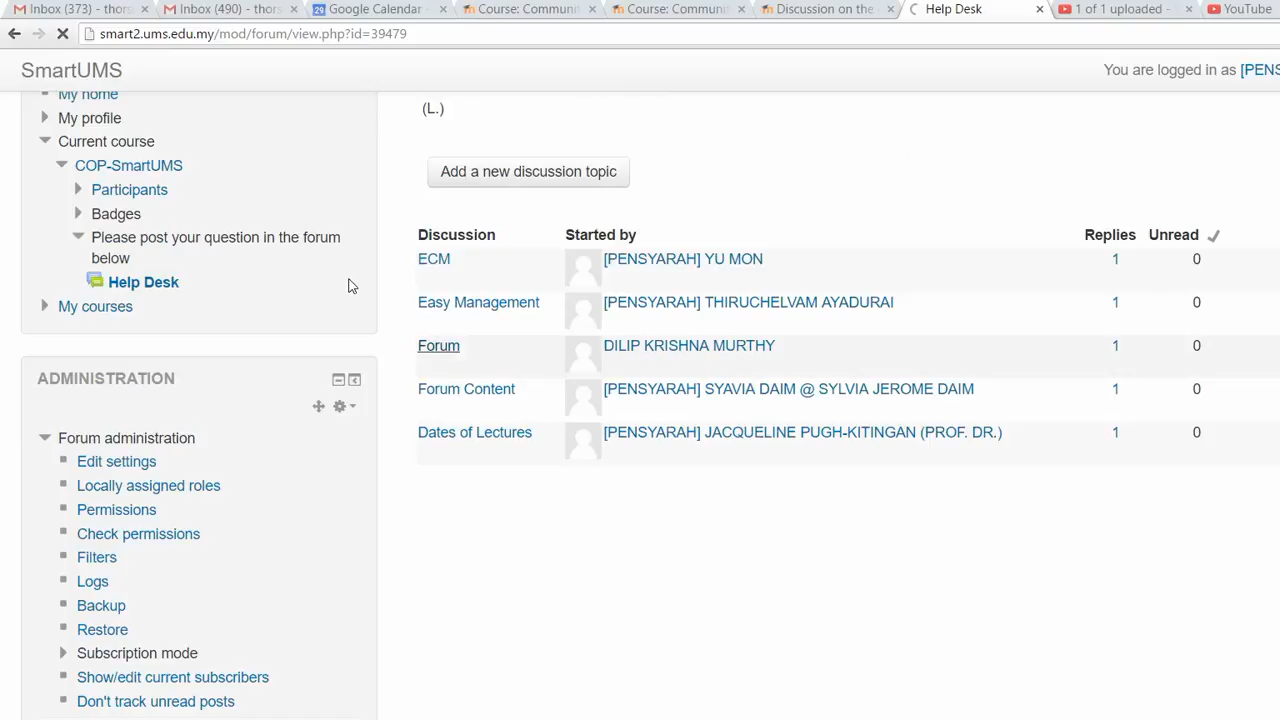 Inbox (373) - thors
Inbox (490) - thors
29 Google Calendar -
Course: Communi
Course: Communi
Discussion on the
Help Desk
1 of 1 uploaded -
YouTube
smart2.ums.edu.my/mod/forum/view.php?id=39479
SmartUMS
You are logged in as [PENS
My home
My profile
Current course
COP-SmartUMS
Participants
Badges
Please post your question in the forum
below
Help Desk
My courses
ADMINISTRATION
Forum administration
Edit settings
Locally assigned roles
Permissions
Check permissions
Filters
Logs
Backup
Restore
Subscription mode
Show/edit current subscribers
Don't track unread posts
(L.)
Add a new discussion topic
Discussion Started by Replies Unread
ECM [PENSYARAH] YU MON 1 0
Easy Management [PENSYARAH] THIRUCHELVAM AYADURAI 1 0
Forum DILIP KRISHNA MURTHY 1 0
Forum Content [PENSYARAH] SYAVIA DAIM @ SYLVIA JEROME DAIM 1 0
Dates of Lectures [PENSYARAH] JACQUELINE PUGH-KITINGAN (PROF. DR.) 1 0